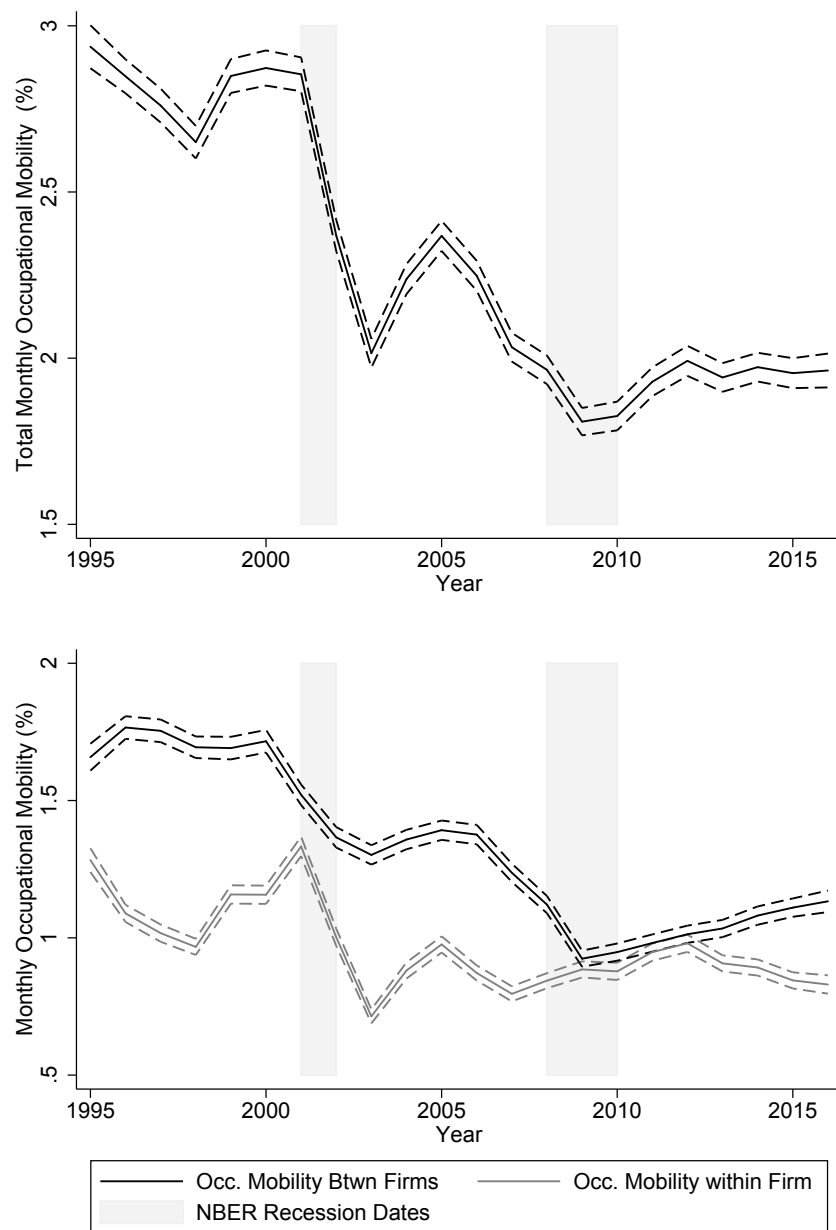 Total Monthly Occupational Mobility (%)
3
2.5
2
1.5
1995 2000 2005 2010 2015
Year
Monthly Occupational Mobility (%)
2
1.5
1
.5
1995 2000 2005 2010 2015
Year
Occ. Mobility Btwn Firms Occ. Mobility within Firm
NBER Recession Dates